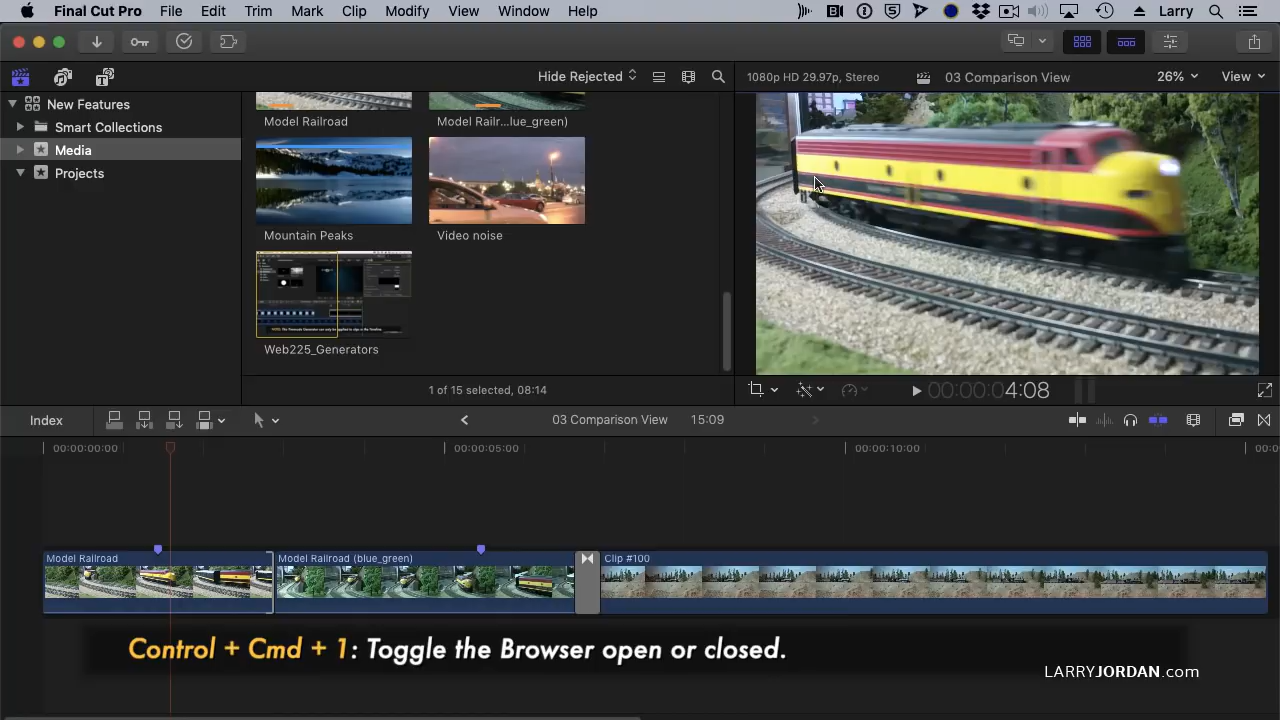 Final Cut Pro File Edit Trim Mark Clip Modify View Window Help Larry
Hide Rejected
1080p HD 29.97p, Stereo 03 Comparison View 26% View
New Features
Smart Collections
Media
Projects
Model Railroad Model Railr...lue_green)
Mountain Peaks Video noise
Web225_Generators
1 of 15 selected, 08:14
00:00:00:04:08
Index 03 Comparison View 15:09
00:00:00:00 00:00:05:00 00:00:10:00 00:0
Model Railroad Model Railroad (blue_green) Clip #100
Control + Cmd + 1: Toggle the Browser open or closed.
LARRYJORDAN.com